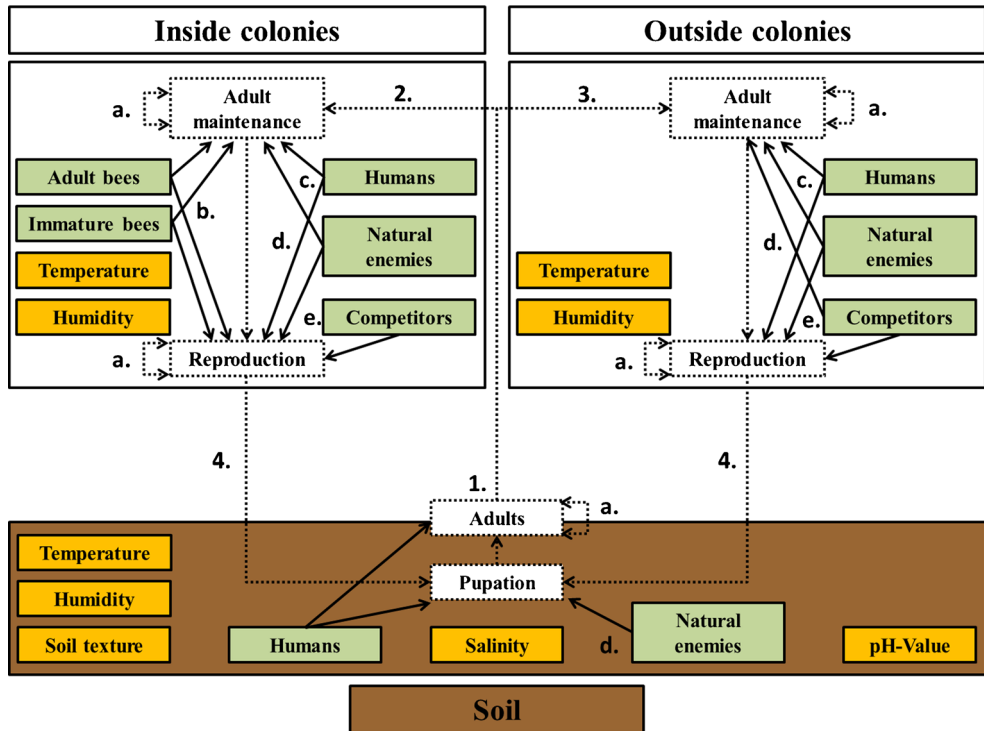 Inside colonies
Outside colonies
Adult
maintenance
a.
2.
3.
Adult
maintenance
a.
Adult bees
Immature bees
Temperature
Humidity
b.
c.
d.
e.
Humans
Natural
enemies
Competitors
a.
Reproduction
Temperature
Humidity
c.
d.
e.
Humans
Natural
enemies
Competitors
a.
Reproduction
4.
1.
4.
Adults
a.
Pupation
Temperature
Humidity
Soil texture
Humans
Salinity
d.
Natural
enemies
pH-Value
Soil